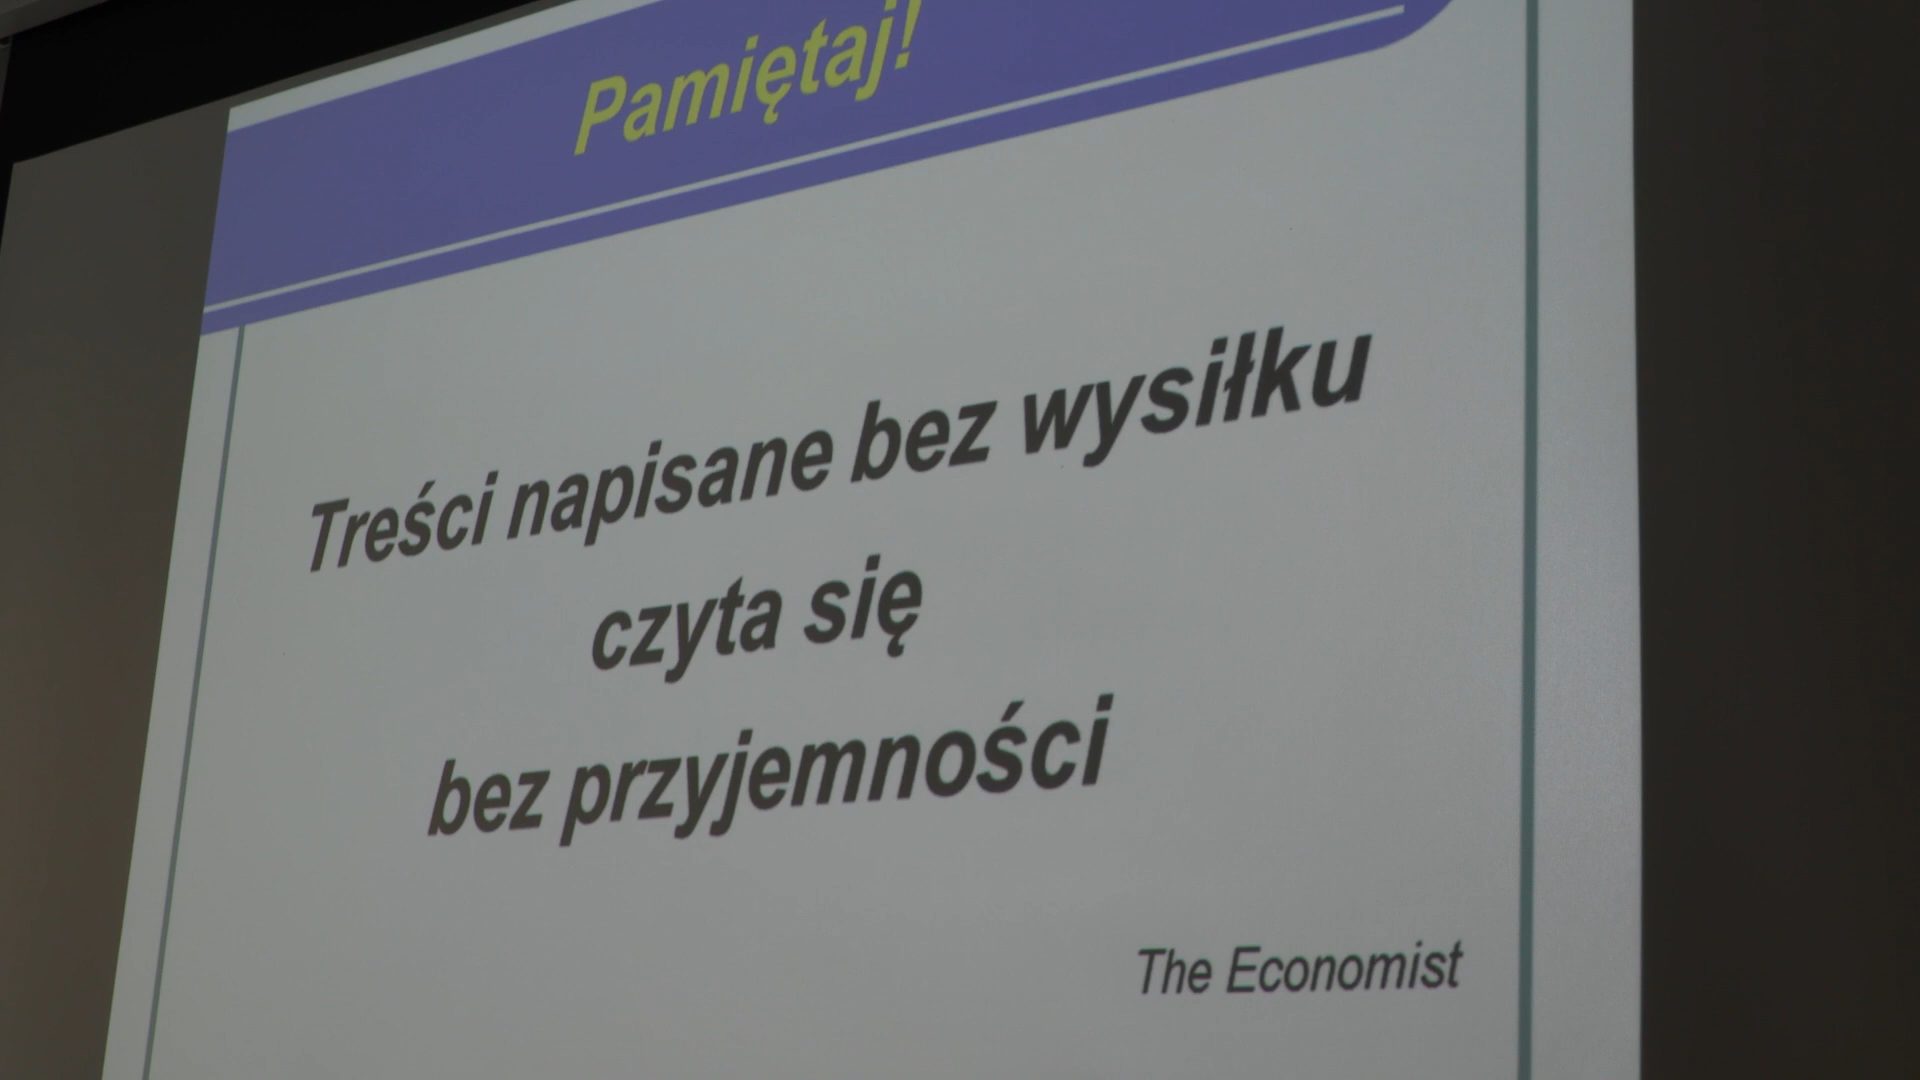 Pamiętaj!
Treści napisane bez wysiłku
czyta się
bez przyjemności
The Economist